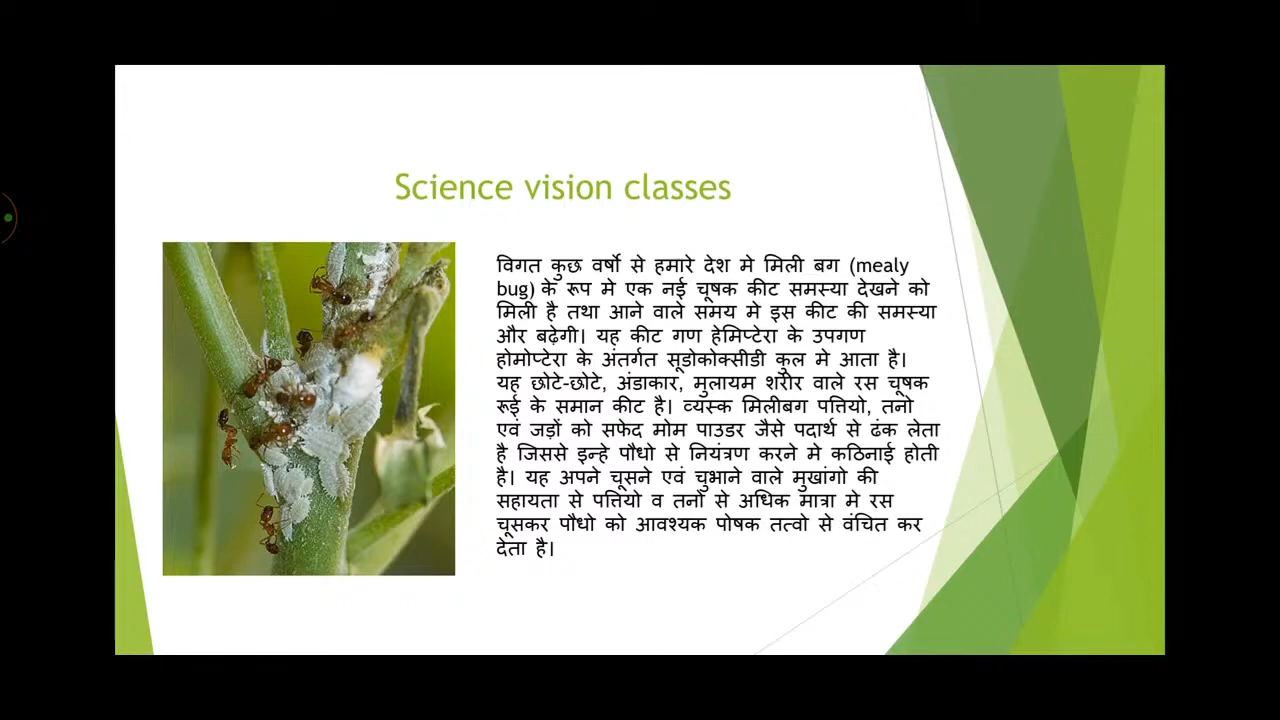 Science vision classes
विगत कुछ वर्षो से हमारे देश मे मिली बग (mealy
bug) के रूप मे एक नई चूषक कीट समस्या देखने को
मिली है तथा आने वाले समय मे इस कीट की समस्या
और बढ़ेगी। यह कीट गण हेमिप्टेरा के उपगण
होमोप्टेरा के अंतर्गत सूडोकोक्सीडी कुल मे आता है।
यह छोटे-छोटे, अंडाकार, मुलायम शरीर वाले रस चूषक
रूई के समान कीट है। व्यस्क मिलीबग पत्तियो, तनो
एवं जड़ों को सफेद मोम पाउडर जैसे पदार्थ से ढंक लेता
है जिससे इन्हे पौधो से नियंत्रण करने मे कठिनाई होती
है। यह अपने चूसने एवं चुभाने वाले मुखांगो की
सहायता से पत्तियो व तनो से अधिक मात्रा मे रस
चूसकर पौधो को आवश्यक पोषक तत्वो से वंचित कर
देता है।